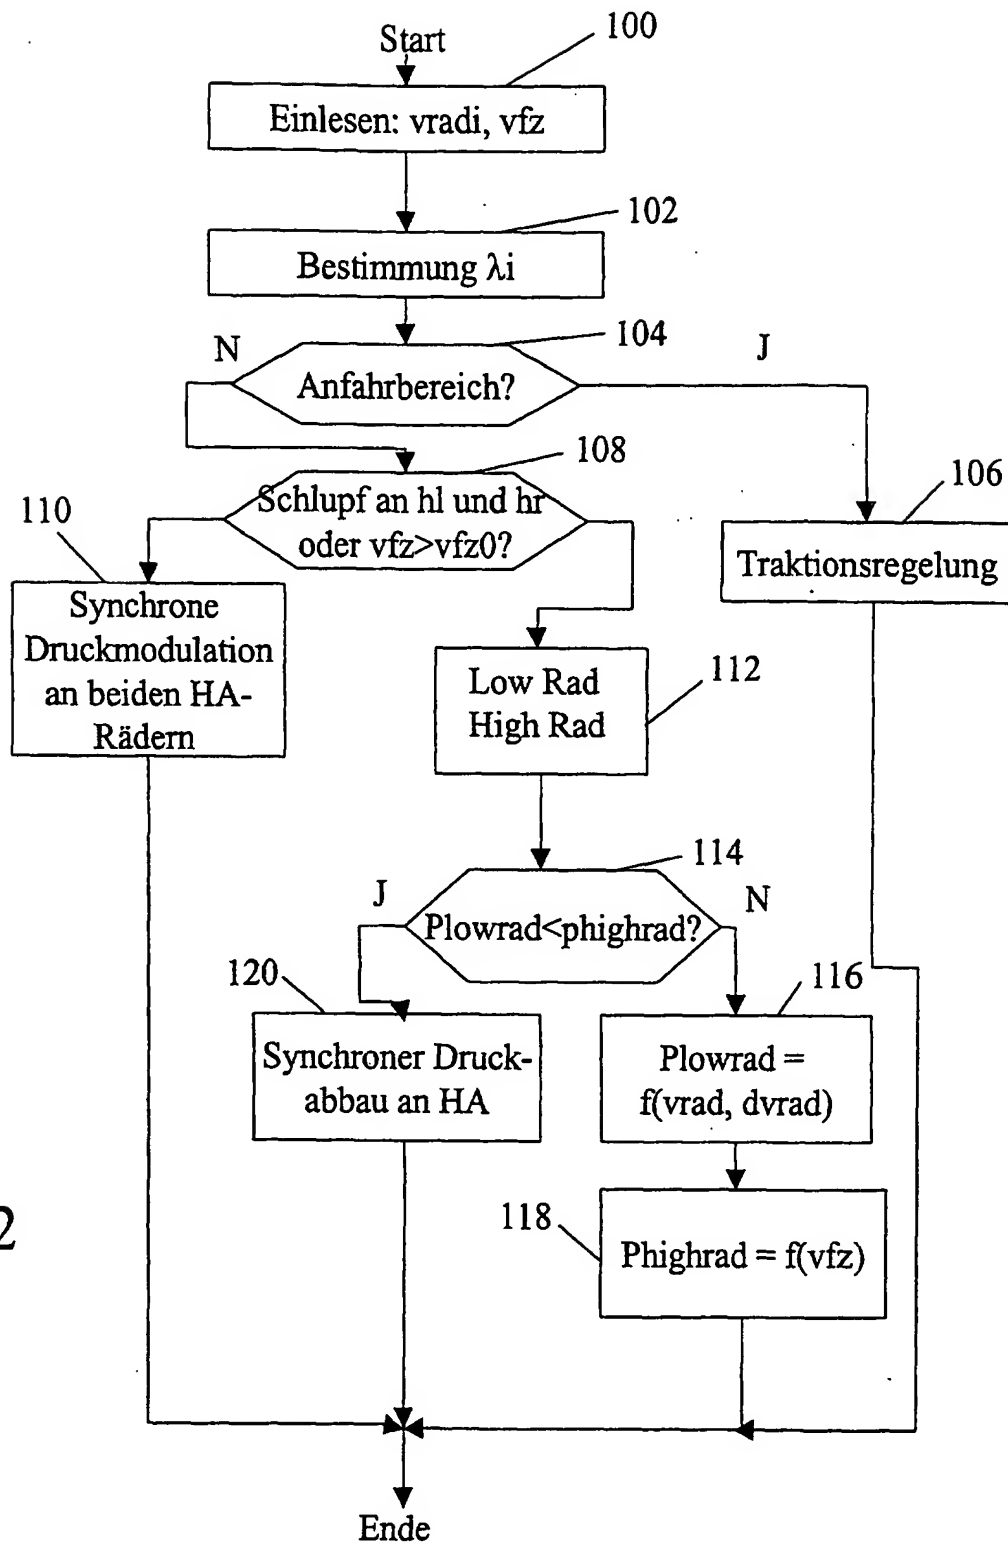 100
Start
Einlesen: vradi, vfz
102
Bestimmung λi
104
N
J
Anfahrbereich?
108
Schlupf an hl und hr
oder vfz>vfz0?
106
Traktionsregelung
110
Synchrone
Druckmodulation
an beiden HA-
Rädern
112
Low Rad
High Rad
114
J
N
Plowrad<phighrad?
120
Synchroner Druck-
abbau an HA
116
Plowrad =
f(vrad, dvrad)
2
118
Phighrad = f(vfz)
Ende